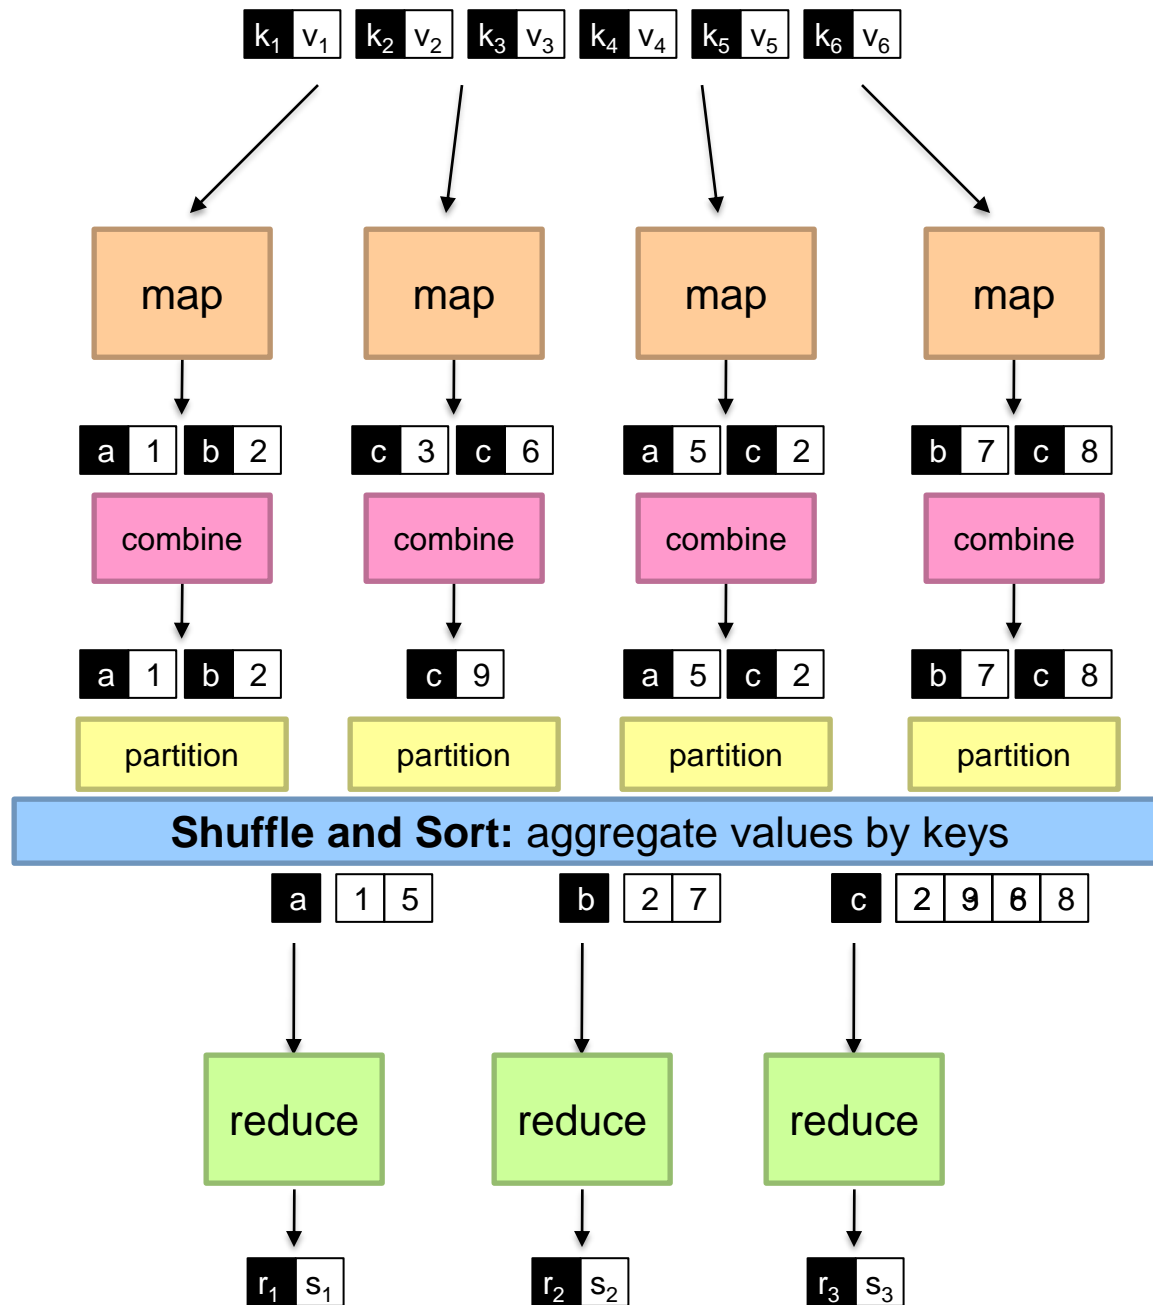 k1 v1 k2 v2 k3 v3 k4 v4 k5 v5 k6 v6
map map map map
a 1 b 2 c 3 c 6 a 5 c 2 b 7 c 8
combine combine combine combine
a 1 b 2 c 9 a 5 c 2 b 7 c 8
partition partition partition partition
Shuffle and Sort: aggregate values by keys
a 1 5 b 2 7 c 2 8
reduce reduce reduce
r1 s1 r2 s2 r3 s3